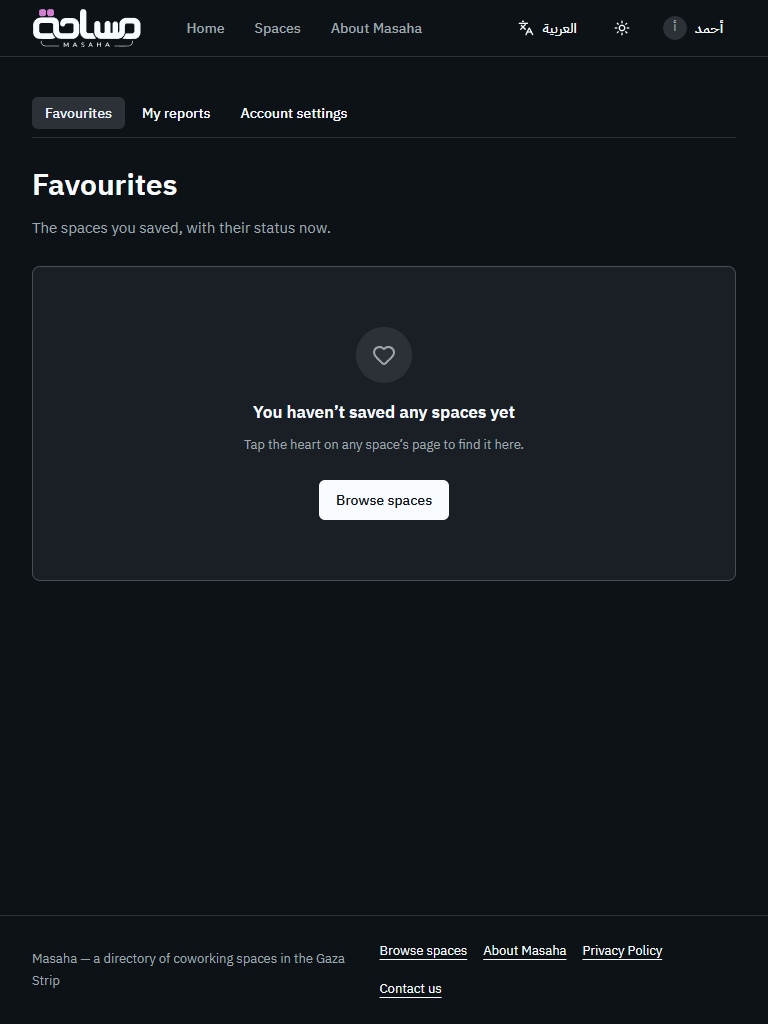 مساحة
MASAHA
Home
Spaces
About Masaha
العربية
أ
أحمد
Favourites
My reports
Account settings
Favourites
The spaces you saved, with their status now.
You haven’t saved any spaces yet
Tap the heart on any space’s page to find it here.
Browse spaces
Masaha — a directory of coworking spaces in the Gaza
Strip
Browse spaces
About Masaha
Privacy Policy
Contact us